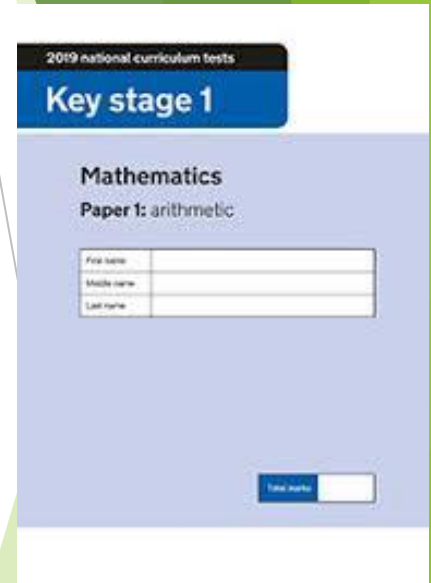 2019 national curriculum tests
Key stage 1
Mathematics
Paper 1: arithmetic
First name
Middle name
Last name
Total marks